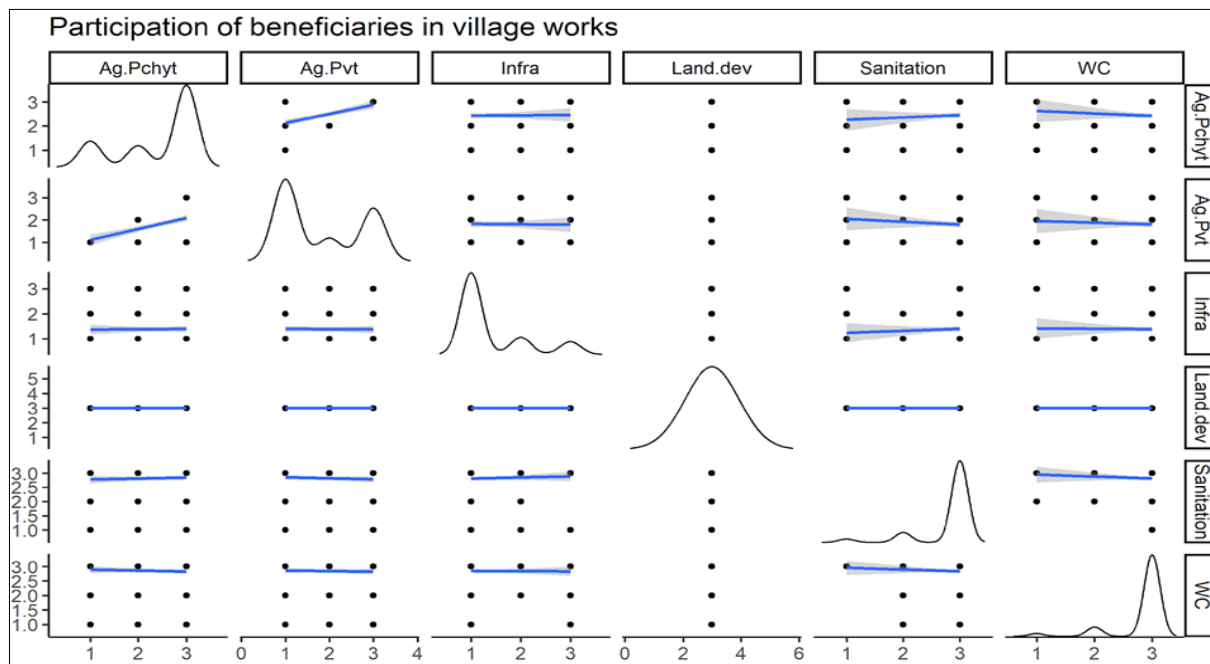 Participation of beneficiaries in village works
Ag.Pchyt Ag.Pvt Infra Land.dev Sanitation WC
3
2
1
Ag.Pchyt
3
2
1
Ag.Pvt
3
2
1
Infra
5
4
3
2
1
Land.dev
3.0
2.5
2.0
1.5
1.0
Sanitation
3.0
2.5
2.0
1.5
1.0
WC
1 2 3 0 1 2 3 4 1 2 3 0 2 4 6 1 2 3 1 2 3